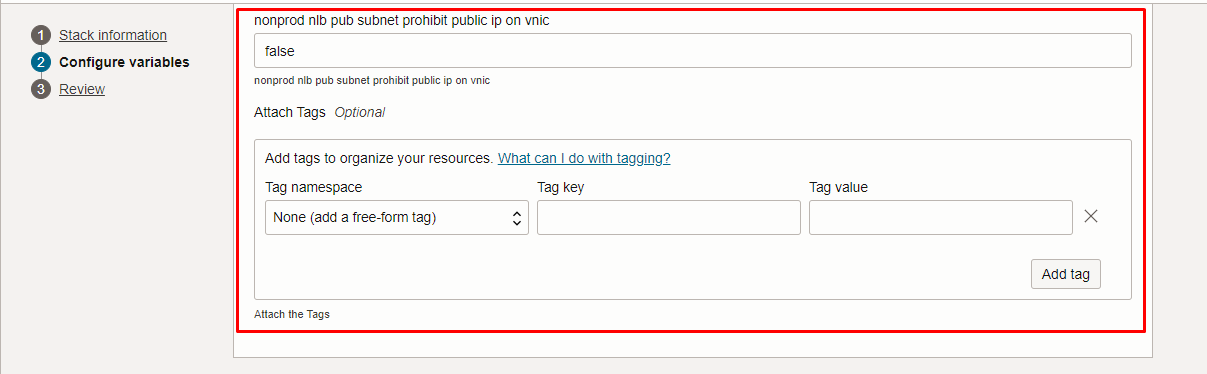 1 Stack information
2 Configure variables
3 Review
nonprod nlb pub subnet prohibit public ip on vnic
false
nonprod nlb pub subnet prohibit public ip on vnic
Attach Tags Optional
Add tags to organize your resources. What can I do with tagging?
Tag namespace Tag key Tag value
None (add a free-form tag)
Add tag
Attach the Tags